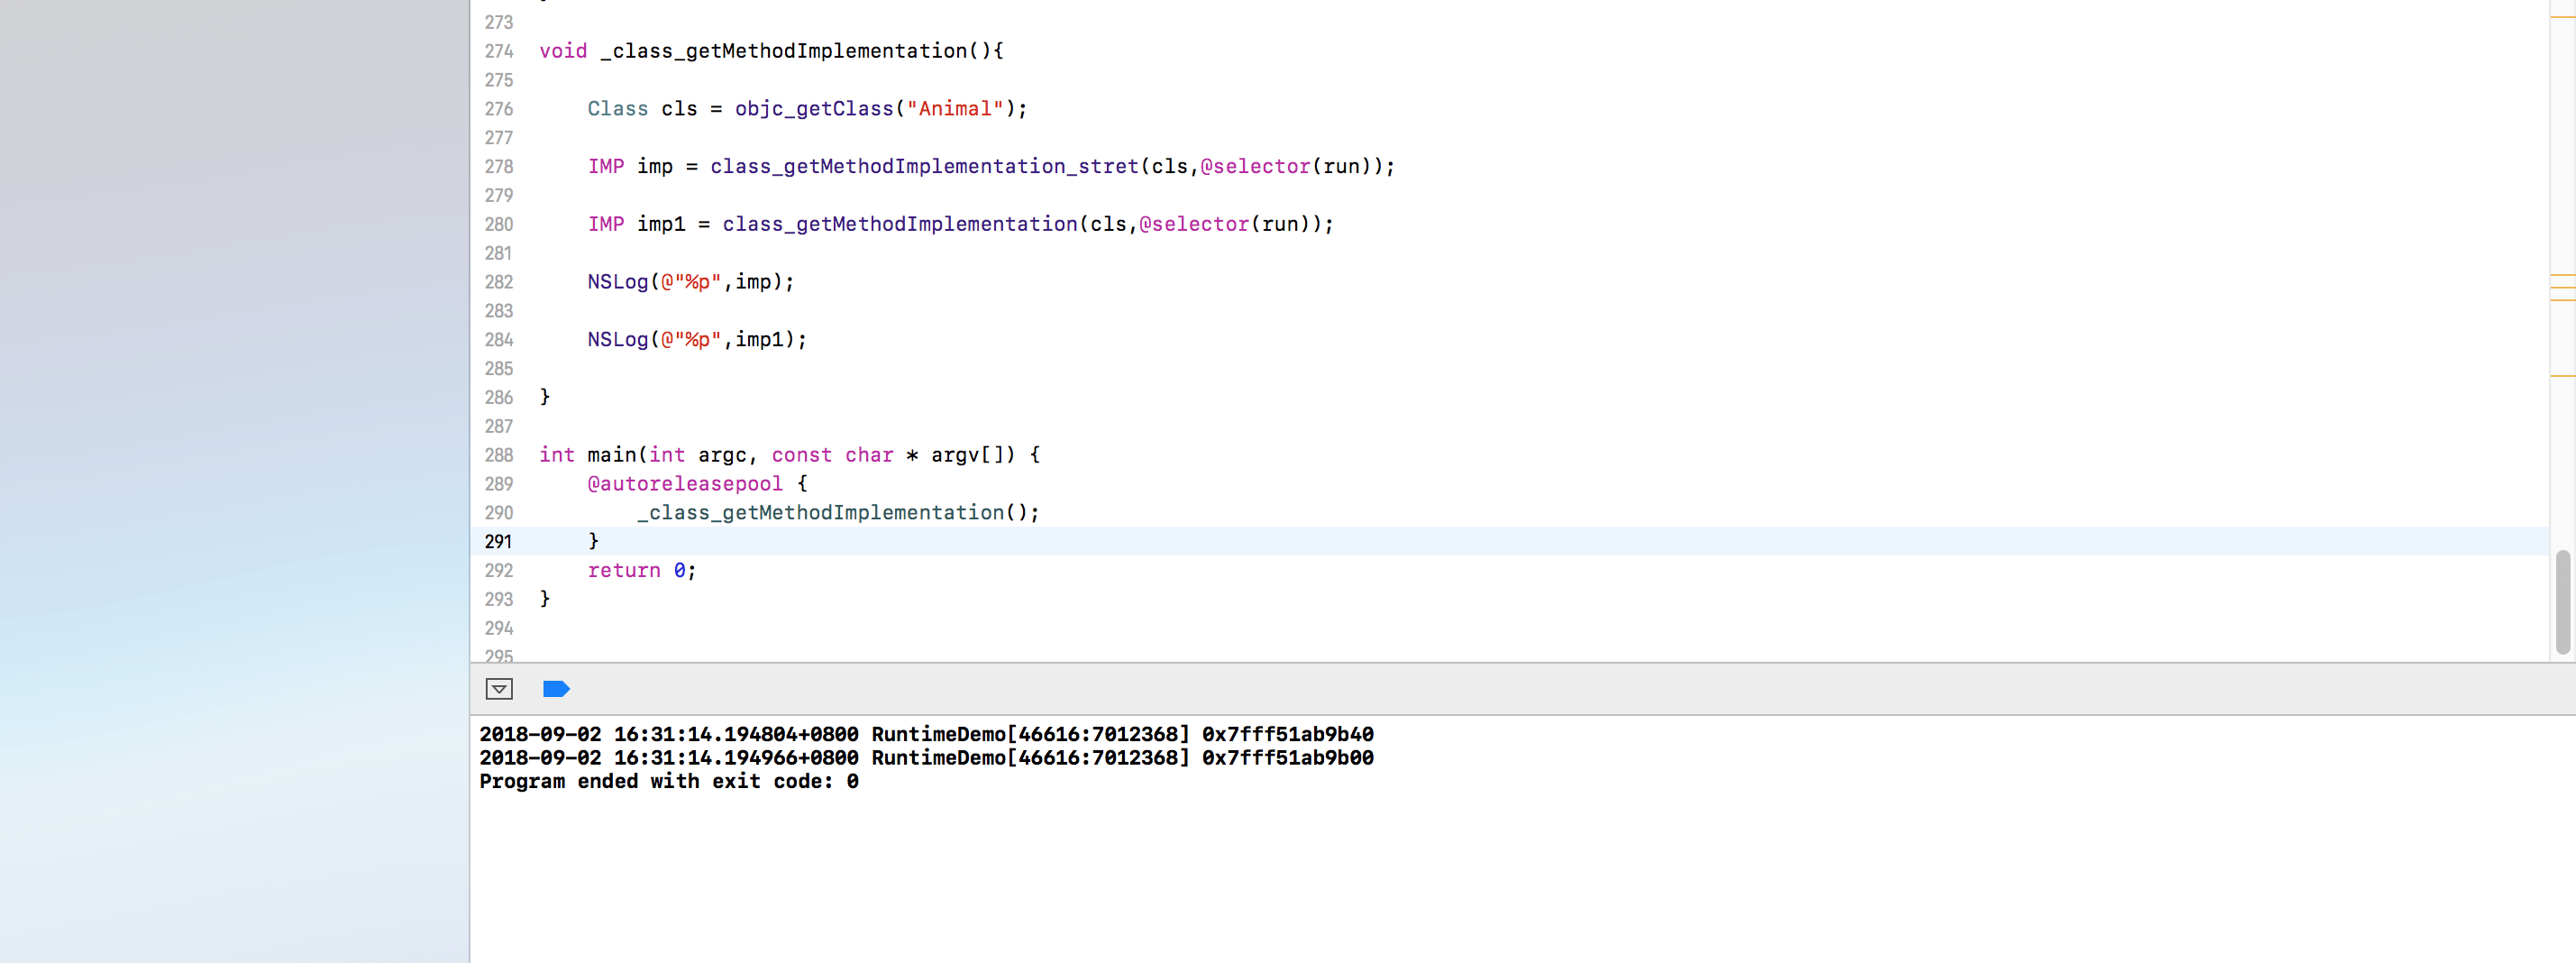 273
274 void _class_getMethodImplementation(){
275
276     Class cls = objc_getClass("Animal");
277
278     IMP imp = class_getMethodImplementation_stret(cls,@selector(run));
279
280     IMP imp1 = class_getMethodImplementation(cls,@selector(run));
281
282     NSLog(@"%p",imp);
283
284     NSLog(@"%p",imp1);
285
286 }
287
288 int main(int argc, const char * argv[]) {
289     @autoreleasepool {
290         _class_getMethodImplementation();
291     }
292     return 0;
293 }
294
295
2018-09-02 16:31:14.194804+0800 RuntimeDemo[46616:7012368] 0x7fff51ab9b40
2018-09-02 16:31:14.194966+0800 RuntimeDemo[46616:7012368] 0x7fff51ab9b00
Program ended with exit code: 0